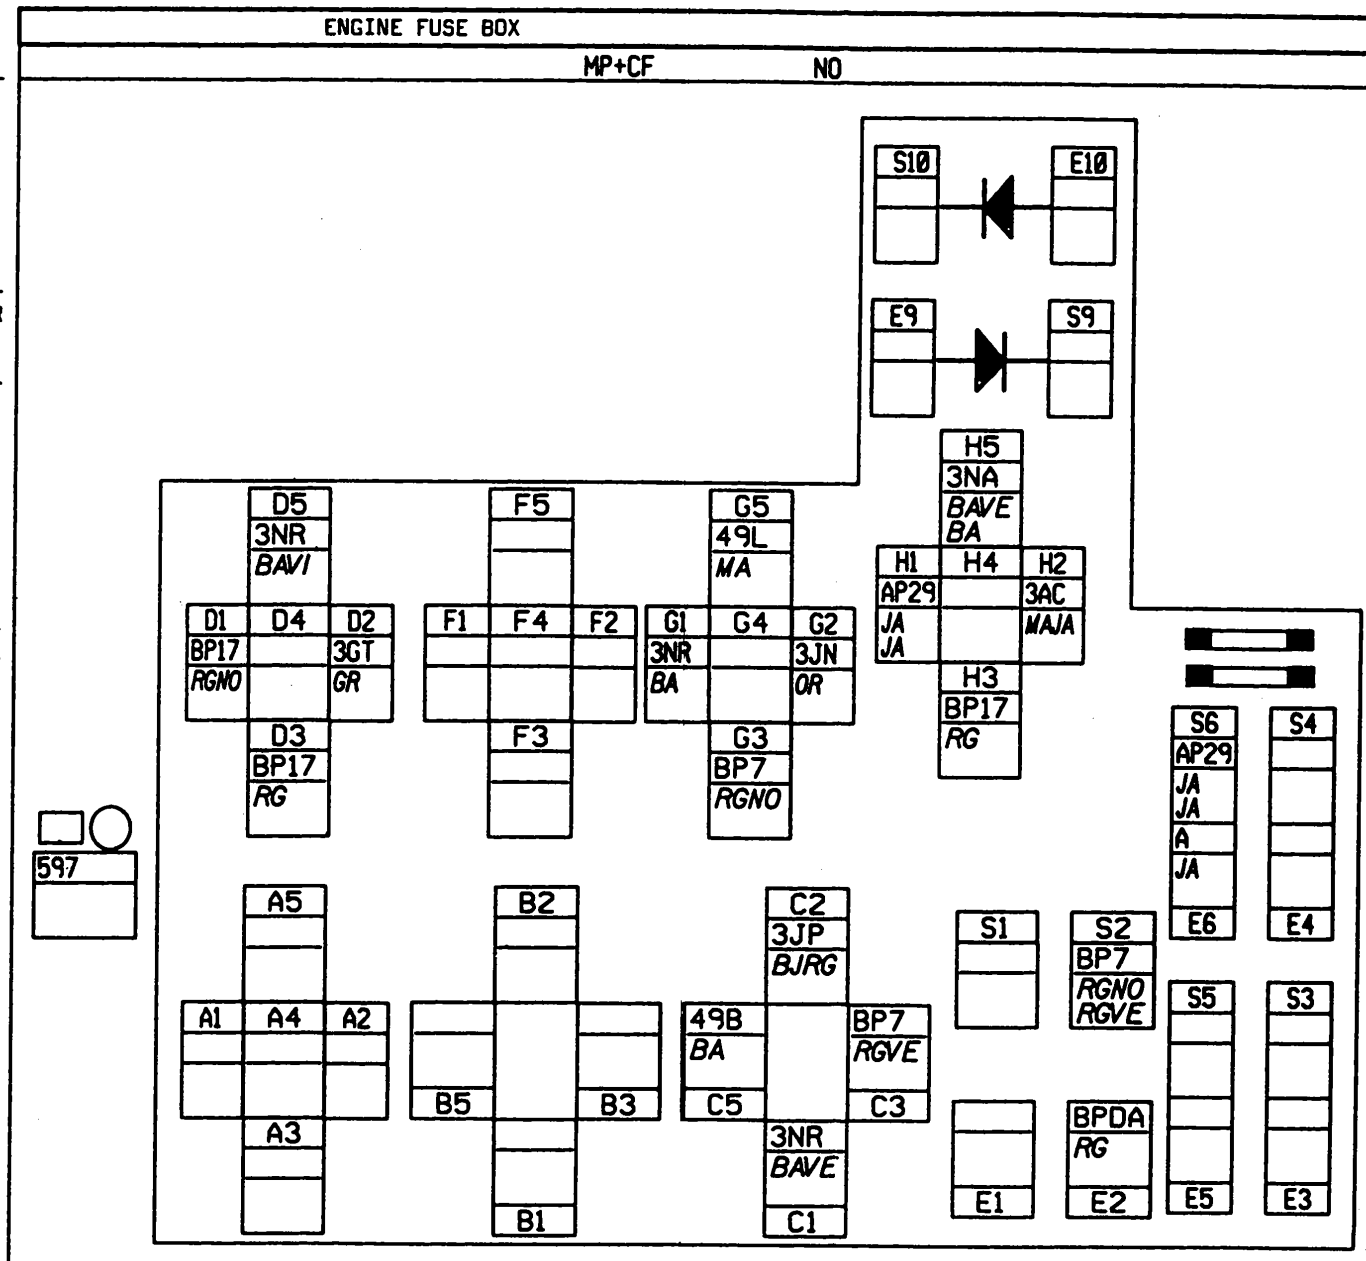 ENGINE FUSE BOX
MP+CF NO
S10 E10
E9 S9
H5
3NA
BAVE
BA
H1 H4 H2
AP29 3AC
JA MAJA
JA
H3
BP17
RG
D5
3NR
BAVI
D1 D4 D2
BP17 3GT
RGNO GR
D3
BP17
RG
F5
F1 F4 F2
F3
G5
49L
MA
G1 G4 G2
3NR 3JN
BA OR
G3
BP7
RGNO
S6 S4
AP29
JA
JA
A
JA
E6 E4
597
A5
A1 A4 A2
A3
B2
B5 B3
B1
C2
3JP
BJRG
49B BP7
BA RGVE
C5 C3
3NR
BAVE
C1
S1 S2
BP7
RGNO
RGVE
BPDA
RG
E1 E2
S5 S3
E5 E3